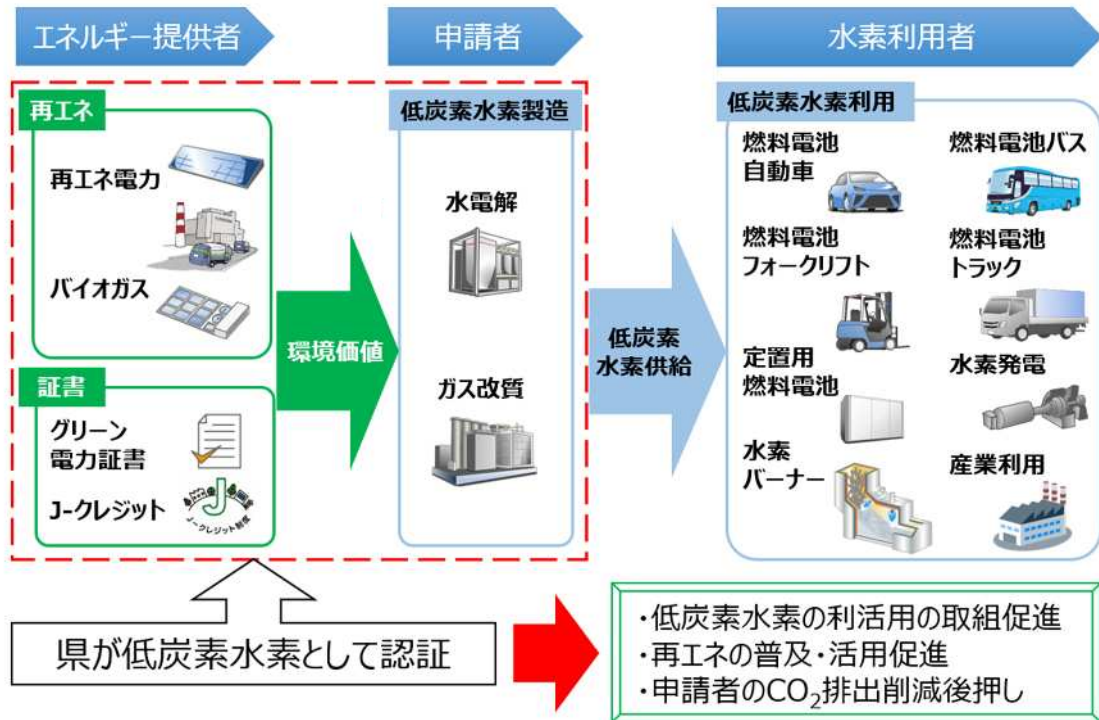 エネルギー提供者
申請者
水素利用者
再エネ
再エネ電力
バイオガス
証書
グリーン
電力証書
J-クレジット
J-クレジット制度
環境価値
低炭素水素製造
水電解
ガス改質
低炭素
水素供給
低炭素水素利用
燃料電池
自動車
燃料電池バス
燃料電池
フォークリフト
燃料電池
トラック
定置用
燃料電池
水素発電
水素
バーナー
産業利用
県が低炭素水素として認証
・低炭素水素の利活用の取組促進
・再エネの普及・活用促進
・申請者のCO₂排出削減後押し